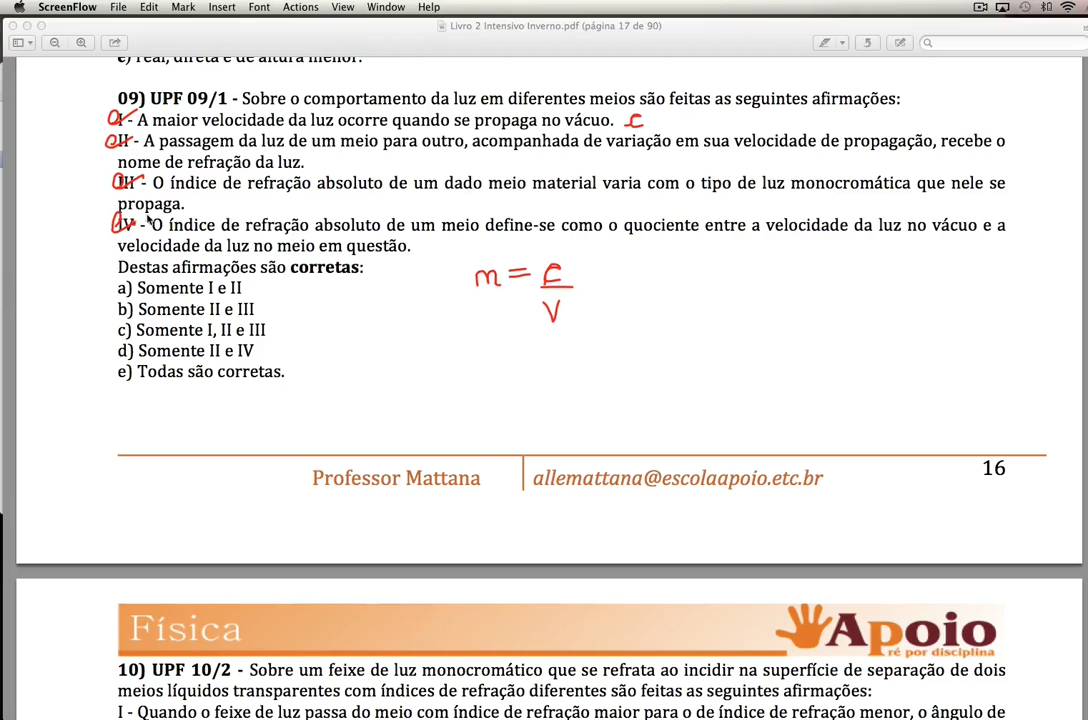 ScreenFlow File Edit Mark Insert Font Actions View Window Help
Livro 2 Intensivo Inverno.pdf (página 17 de 90)
5
e) real, direta e de altura menor.
09) UPF 09/1 - Sobre o comportamento da luz em diferentes meios são feitas as seguintes afirmações:
I - A maior velocidade da luz ocorre quando se propaga no vácuo. c
II - A passagem da luz de um meio para outro, acompanhada de variação em sua velocidade de propagação, recebe o
nome de refração da luz.
III - O índice de refração absoluto de um dado meio material varia com o tipo de luz monocromática que nele se
propaga.
IV - O índice de refração absoluto de um meio define-se como o quociente entre a velocidade da luz no vácuo e a
velocidade da luz no meio em questão.
Destas afirmações são corretas:
n = c
v
a) Somente I e II
b) Somente II e III
c) Somente I, II e III
d) Somente II e IV
e) Todas são corretas.
16
Professor Mattana allemattana@escolaapoio.etc.br
Física
Apoio
ré por disciplina
10) UPF 10/2 - Sobre um feixe de luz monocromático que se refrata ao incidir na superfície de separação de dois
meios líquidos transparentes com índices de refração diferentes são feitas as seguintes afirmações:
I - Quando o feixe de luz passa do meio com índice de refração maior para o de índice de refração menor, o ângulo de